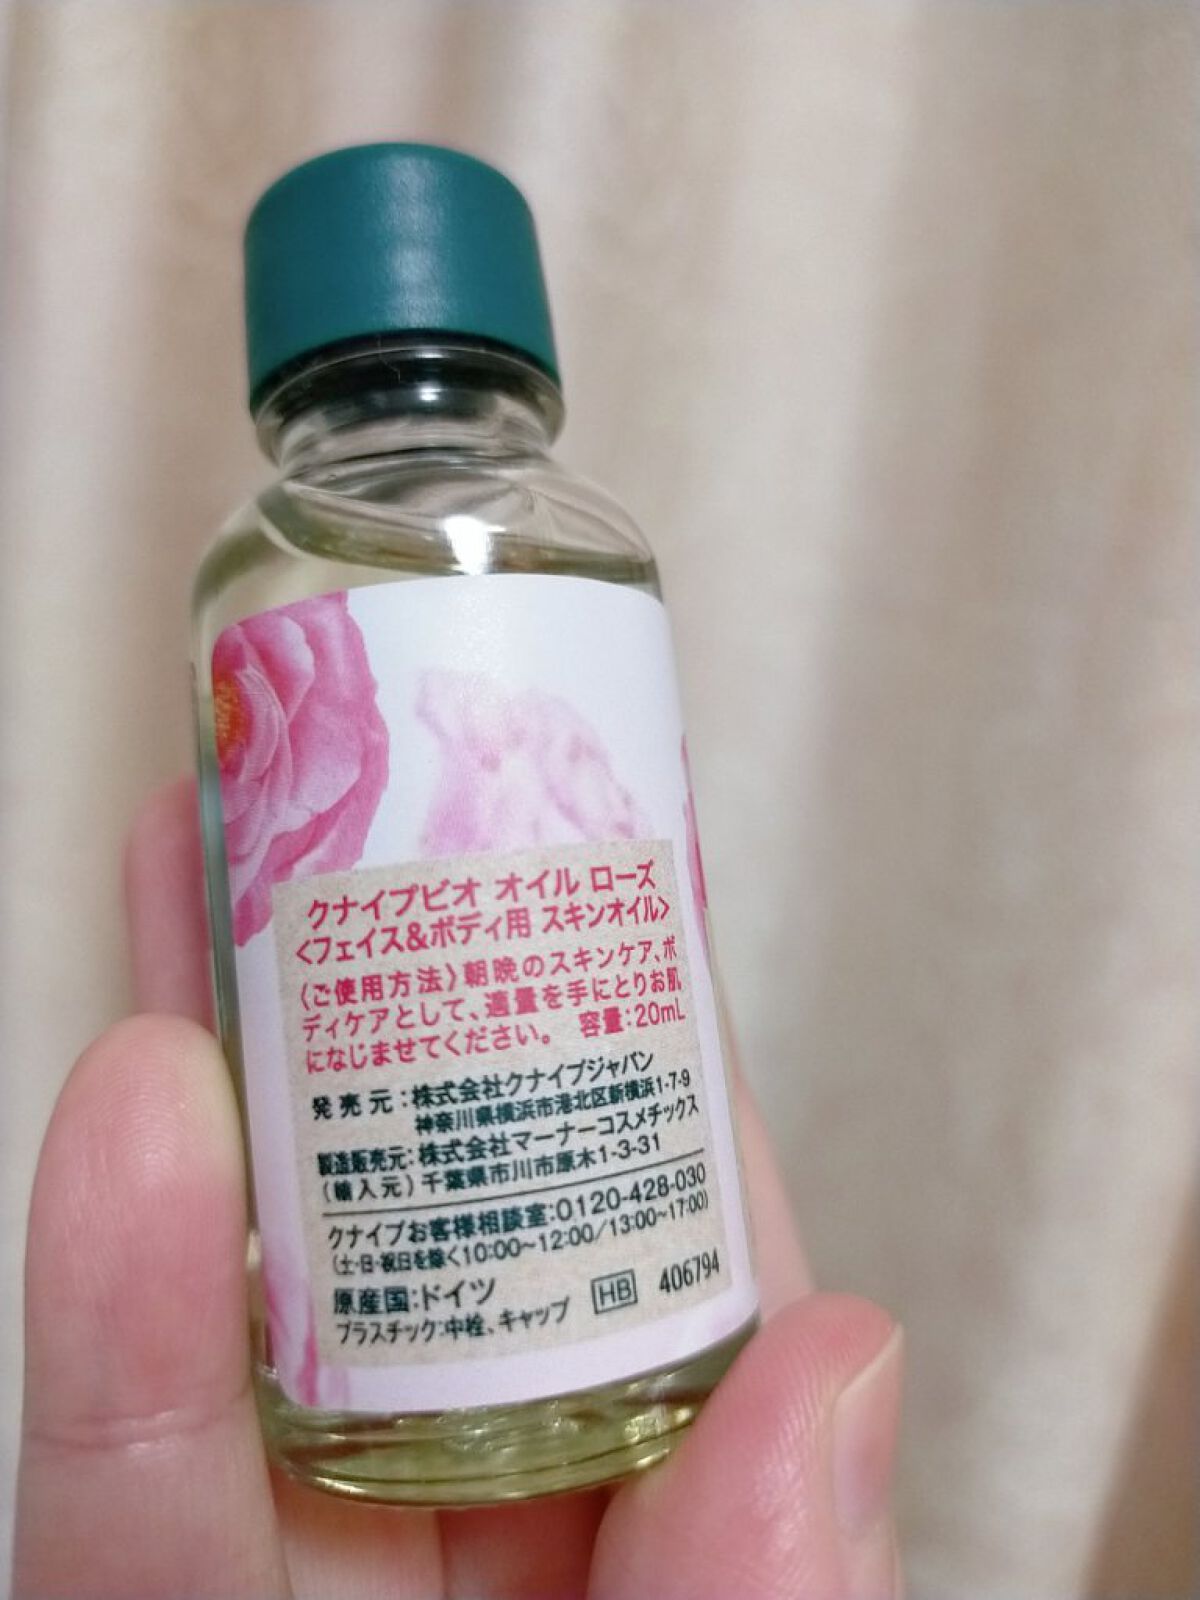 クナイプビオ オイル ローズ
<フェイス&ボディ用 スキンオイル>
〈ご使用方法〉朝晩のスキンケア、ボ
ディケアとして、適量を手にとりお肌
になじませてください。 容量:20mL
発売元:株式会社クナイプジャパン
神奈川県横浜市港北区新横浜1-7-9
製造販売元:株式会社マーナーコスメチックス
(輸入元)千葉県市川市原木1-3-31
クナイプお客様相談室:0120-428-030
(土・日・祝日を除く10:00~12:00/13:00~17:00)
原産国:ドイツ
プラスチック:中栓、キャップ HB 406794